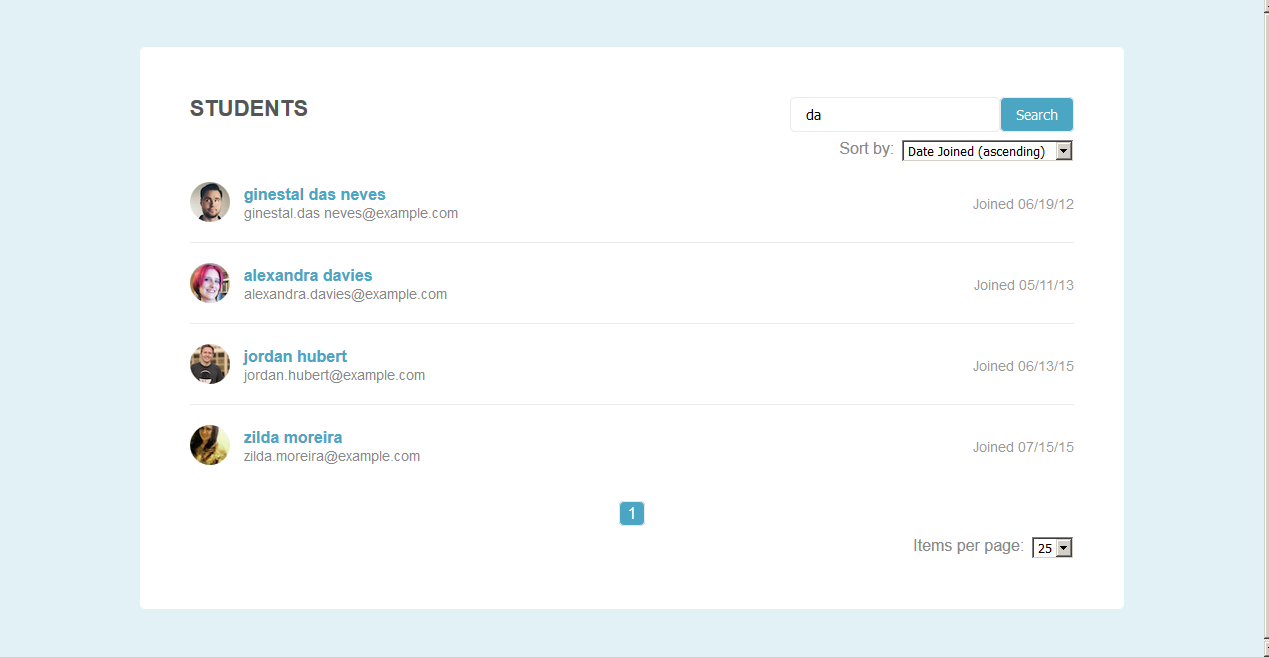 STUDENTS
da
Search
Sort by: Date Joined (ascending)
ginestal das neves
ginestal.das neves@example.com
Joined 06/19/12
alexandra davies
alexandra.davies@example.com
Joined 05/11/13
jordan hubert
jordan.hubert@example.com
Joined 06/13/15
zilda moreira
zilda.moreira@example.com
Joined 07/15/15
1
Items per page: 25